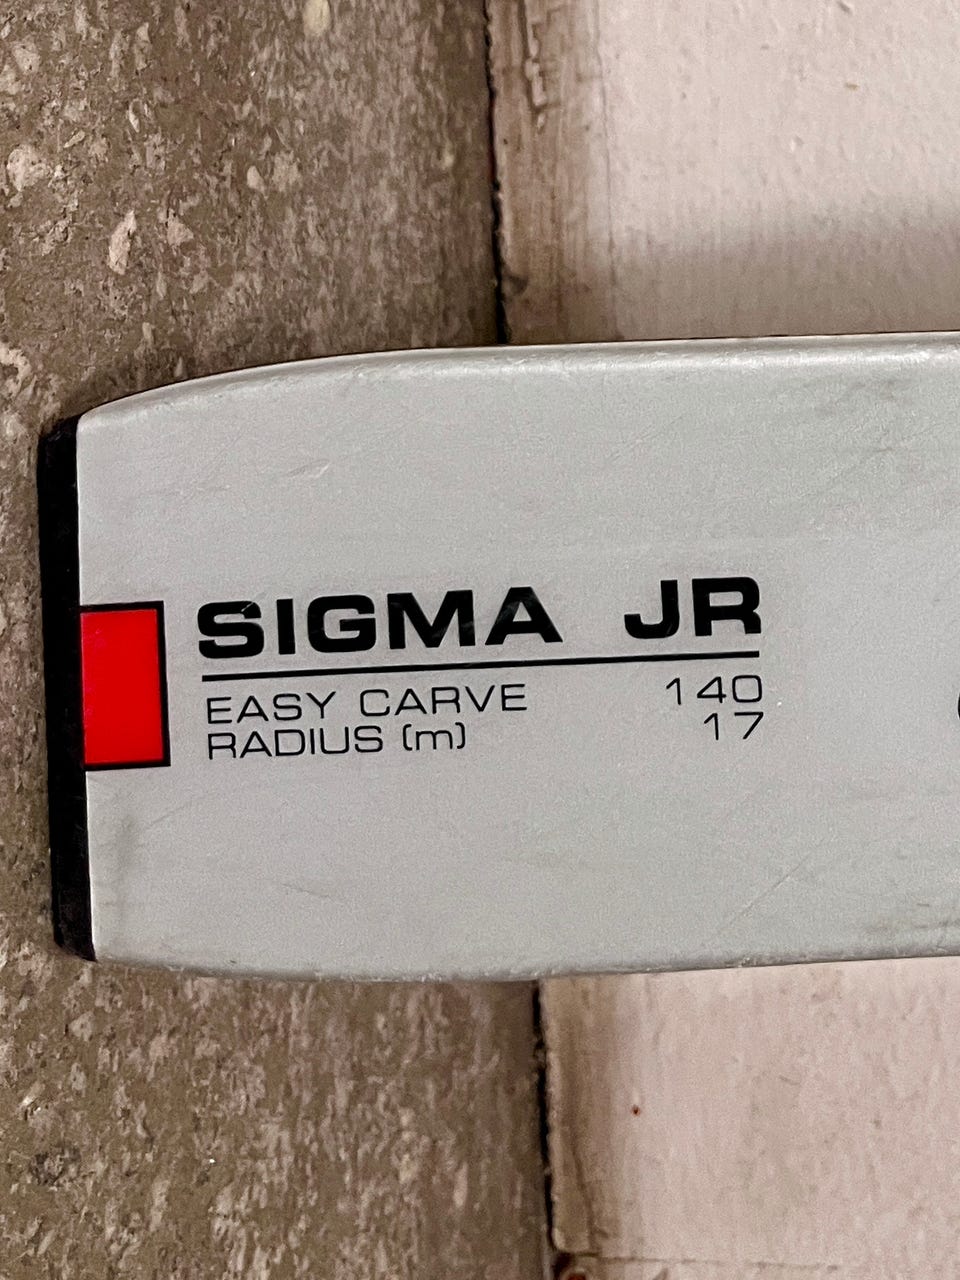 SIGMA JR
EASY CARVE 140
RADIUS (m) 17